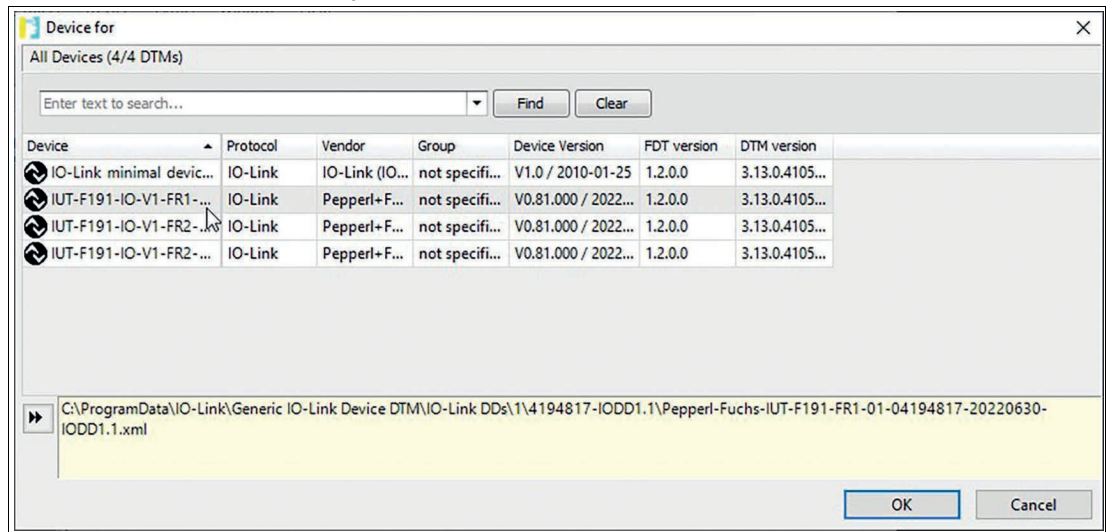 Device for
All Devices (4/4 DTMs)
Enter text to search...
Find
Clear
Device Protocol Vendor Group Device Version FDT version DTM version
IO-Link minimal devic... IO-Link IO-Link (IO... not specifi... V1.0 / 2010-01-25 1.2.0.0 3.13.0.4105...
IUT-F191-IO-V1-FR1-... IO-Link Pepperl+F... not specifi... V0.81.000 / 2022... 1.2.0.0 3.13.0.4105...
IUT-F191-IO-V1-FR2-... IO-Link Pepperl+F... not specifi... V0.81.000 / 2022... 1.2.0.0 3.13.0.4105...
IUT-F191-IO-V1-FR2-... IO-Link Pepperl+F... not specifi... V0.81.000 / 2022... 1.2.0.0 3.13.0.4105...
C:\ProgramData\IO-Link\Generic IO-Link Device DTM\IO-Link DDs\1\4194817-IODD1.1\Pepperl-Fuchs-IUT-F191-FR1-01-04194817-20220630-
IODD1.1.xml
OK
Cancel